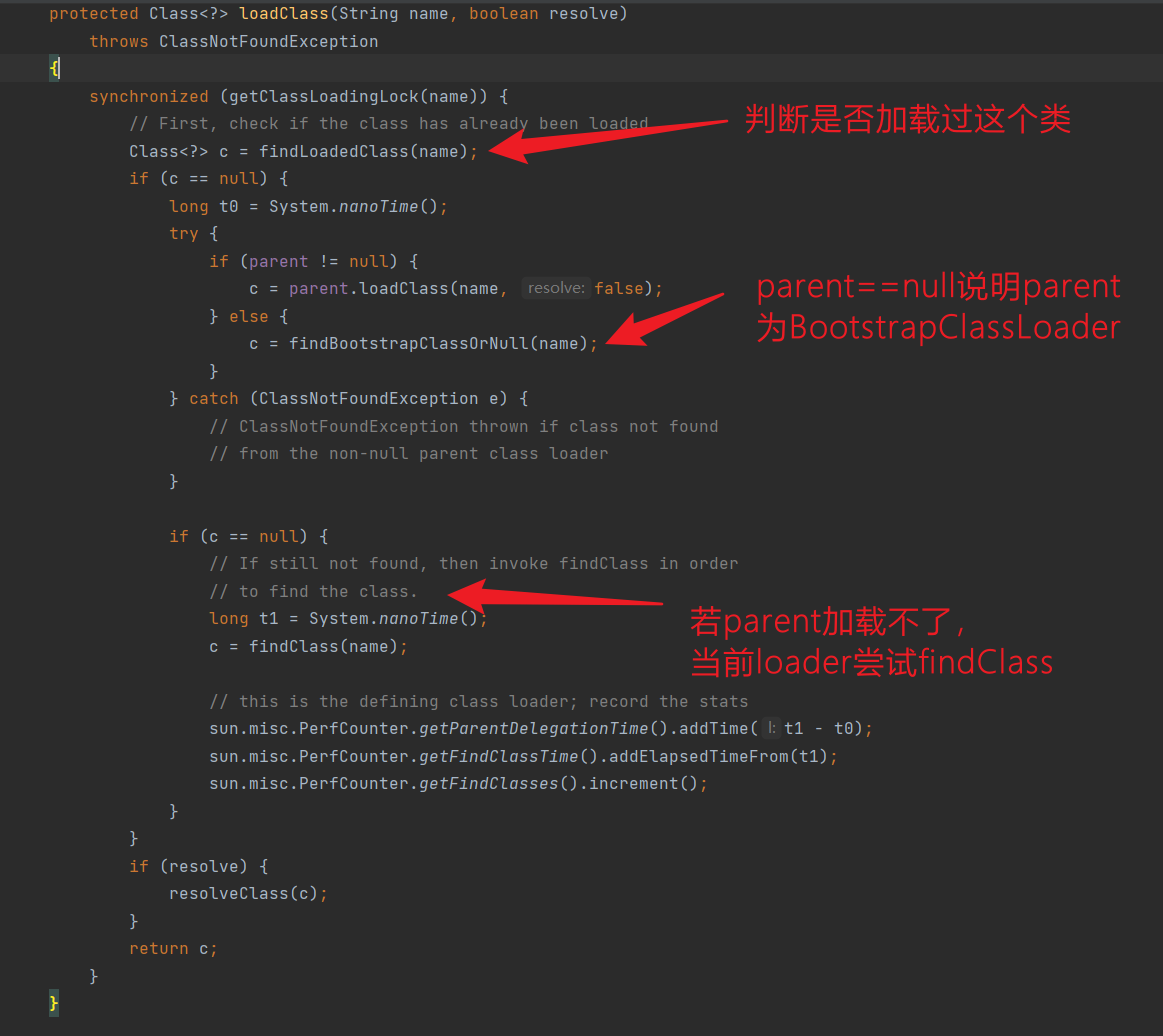 protected Class<?> loadClass(String name, boolean resolve)
throws ClassNotFoundException
{
synchronized (getClassLoadingLock(name)) {
// First, check if the class has already been loaded
判断是否加载过这个类
Class<?> c = findLoadedClass(name);
if (c == null) {
long t0 = System.nanoTime();
try {
if (parent != null) {
c = parent.loadClass(name, resolve: false);
parent==null说明parent
为BootstrapClassLoader
} else {
c = findBootstrapClassOrNull(name);
}
} catch (ClassNotFoundException e) {
// ClassNotFoundException thrown if class not found
// from the non-null parent class loader
}
if (c == null) {
// If still not found, then invoke findClass in order
// to find the class.
long t1 = System.nanoTime();
若parent加载不了,
当前loader尝试findClass
c = findClass(name);
// this is the defining class loader; record the stats
sun.misc.PerfCounter.getParentDelegationTime().addTime( l: t1 - t0);
sun.misc.PerfCounter.getFindClassTime().addElapsedTimeFrom(t1);
sun.misc.PerfCounter.getFindClasses().increment();
}
}
if (resolve) {
resolveClass(c);
}
return c;
}
}